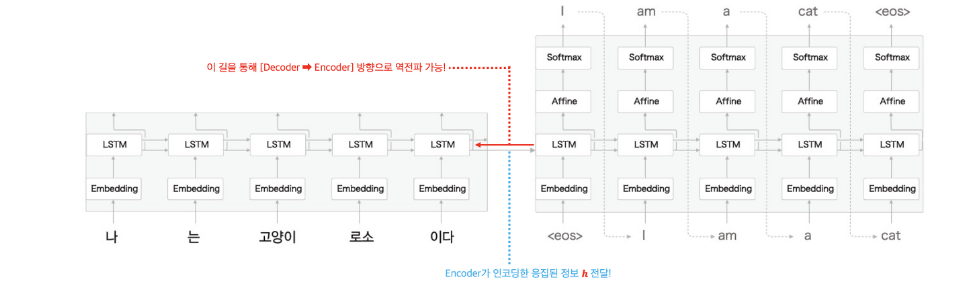 I am a cat <eos>
Softmax Softmax Softmax Softmax Softmax
이 길을 통해 [Decoder ➡ Encoder] 방향으로 역전파 가능!
Affine Affine Affine Affine Affine
LSTM LSTM LSTM LSTM LSTM LSTM LSTM LSTM LSTM LSTM
Embedding Embedding Embedding Embedding Embedding Embedding Embedding Embedding Embedding Embedding
나 는 고양이 로소 이다 <eos> I am a cat
Encoder가 인코딩한 응집된 정보 h 전달!